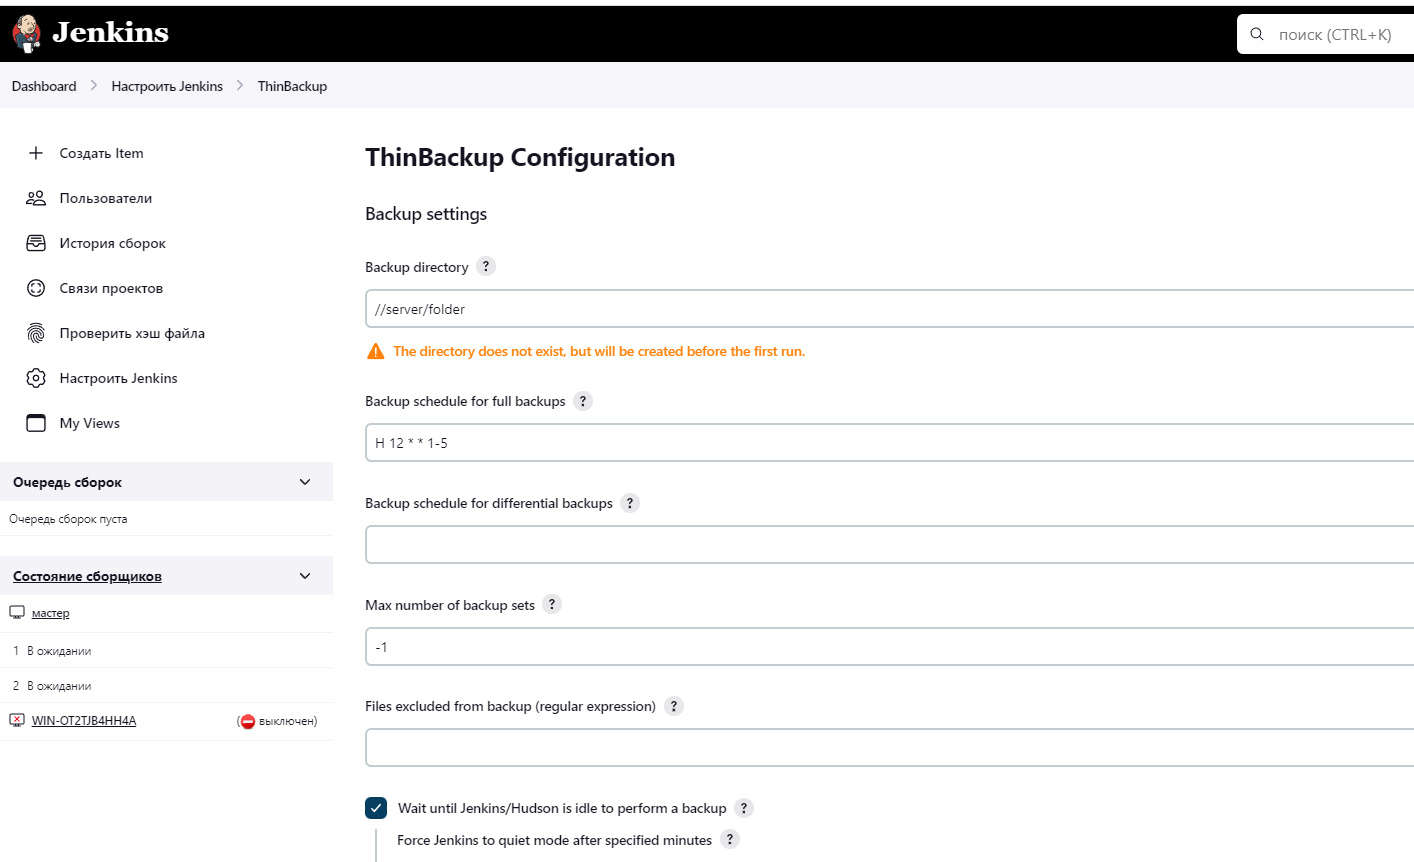 Jenkins
поиск (CTRL+K)
Dashboard
Настроить Jenkins
ThinBackup
Создать Item
Пользователи
История сборок
Связи проектов
Проверить хэш файла
Настроить Jenkins
My Views
Очередь сборок
Очередь сборок пуста
Состояние сборщиков
мастер
1 В ожидании
2 В ожидании
WIN-OT2TJB4HH4A (выключен)
ThinBackup Configuration
Backup settings
Backup directory ?
//server/folder
The directory does not exist, but will be created before the first run.
Backup schedule for full backups ?
H 12 * * 1-5
Backup schedule for differential backups ?
Max number of backup sets ?
-1
Files excluded from backup (regular expression) ?
Wait until Jenkins/Hudson is idle to perform a backup ?
Force Jenkins to quiet mode after specified minutes ?